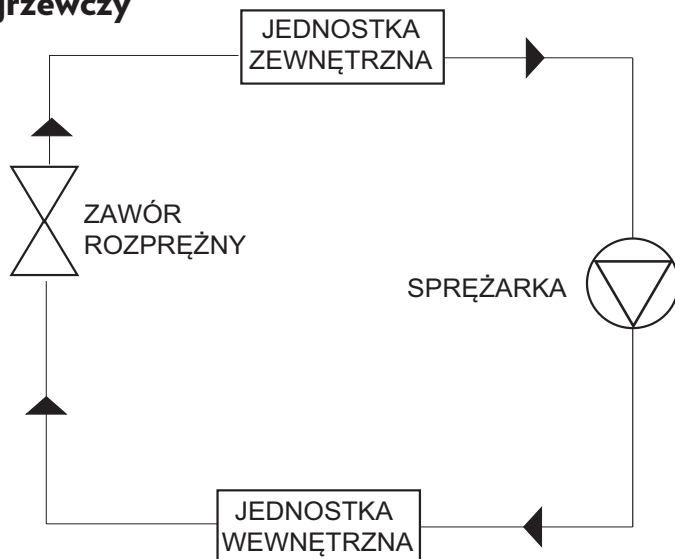 grzewczy
JEDNOSTKA
ZEWNĘTRZNA
ZAWÓR
ROZPRĘŻNY
SPRĘŻARKA
JEDNOSTKA
WEWNĘTRZNA